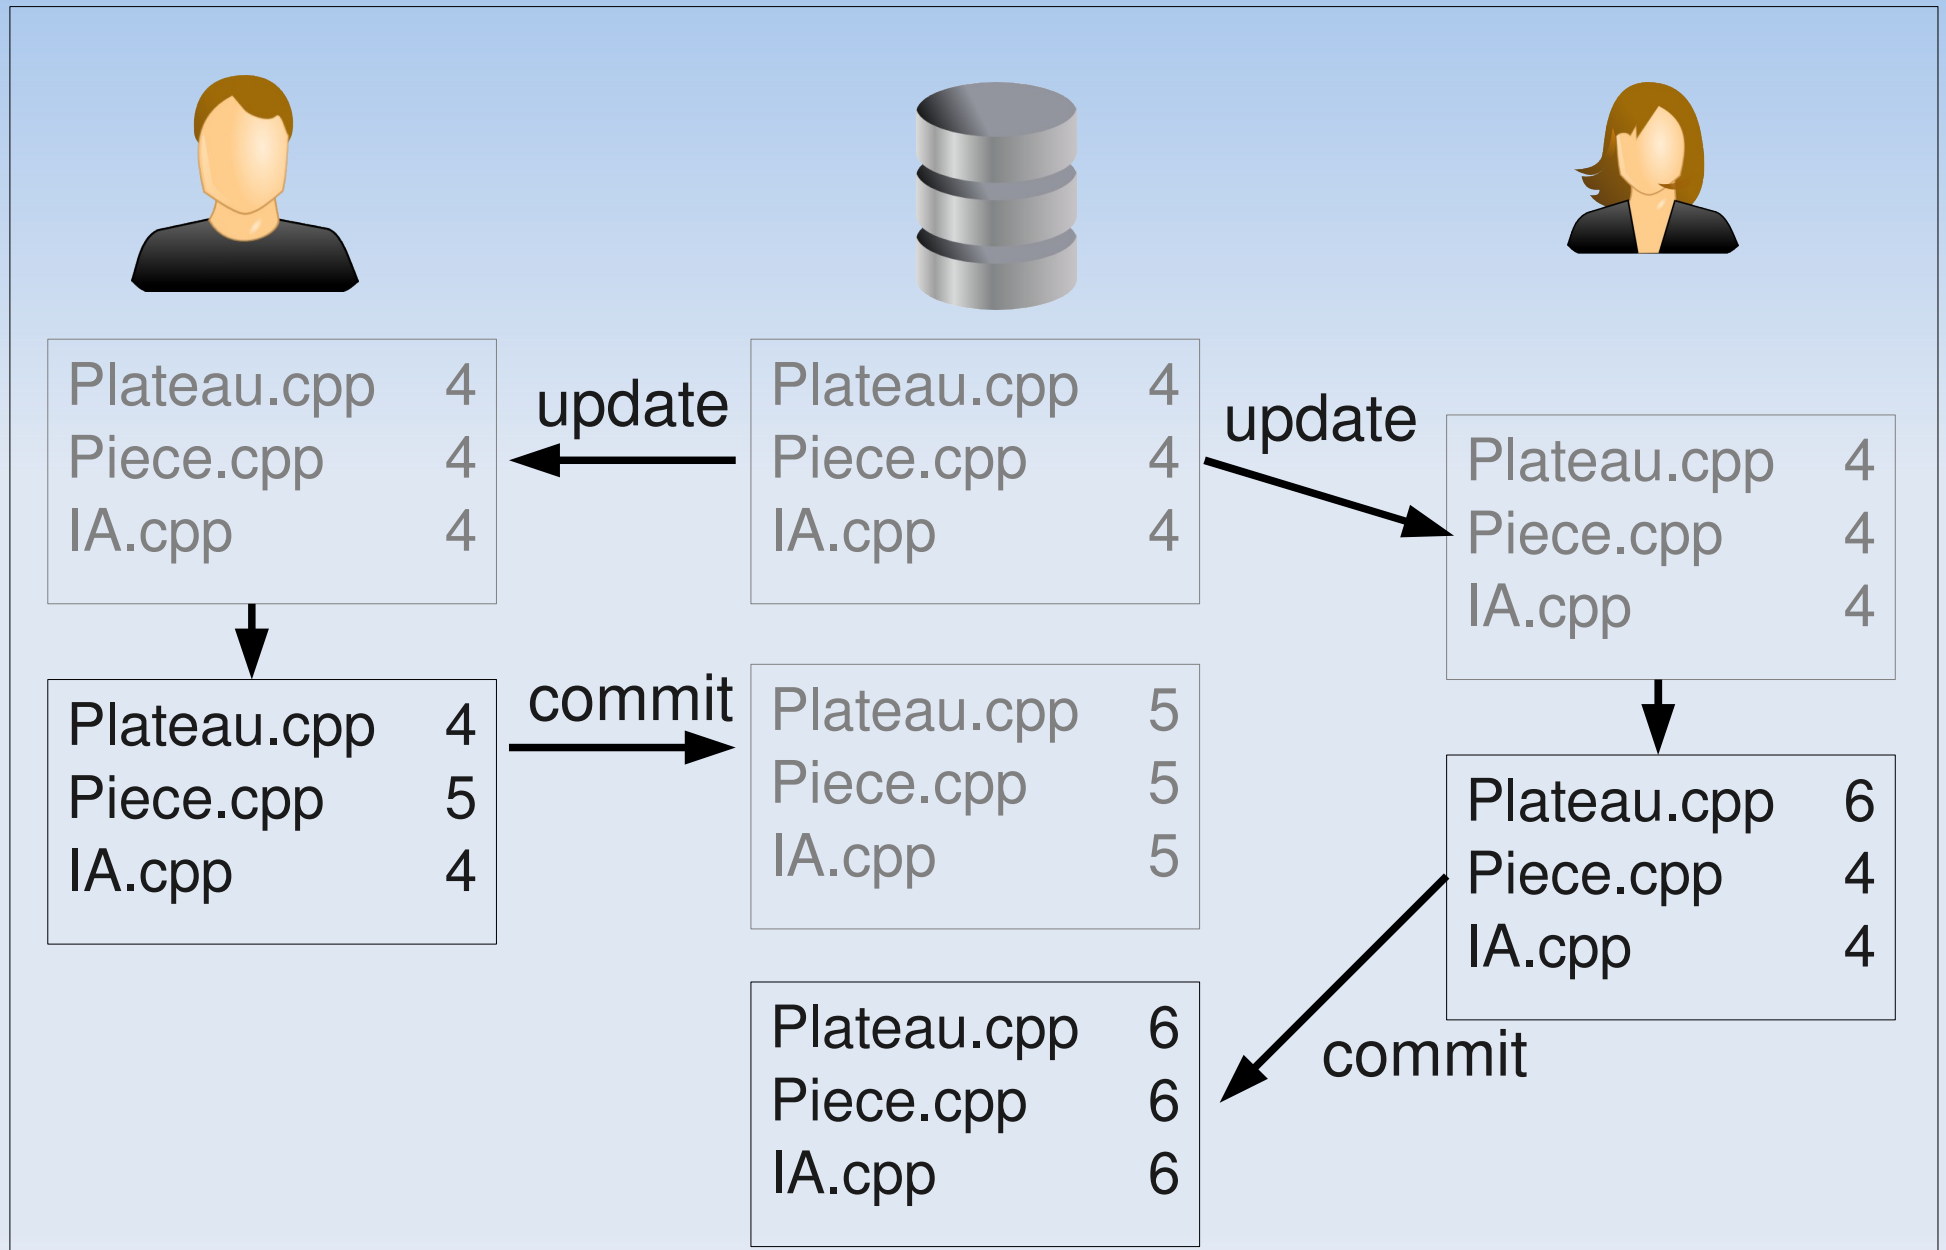 Plateau.cpp 4
Piece.cpp 4
IA.cpp 4
update
Plateau.cpp 4
Piece.cpp 4
IA.cpp 4
update
Plateau.cpp 4
Piece.cpp 4
IA.cpp 4
Plateau.cpp 4
Piece.cpp 5
IA.cpp 4
commit
Plateau.cpp 5
Piece.cpp 5
IA.cpp 5
Plateau.cpp 6
Piece.cpp 4
IA.cpp 4
commit
Plateau.cpp 6
Piece.cpp 6
IA.cpp 6